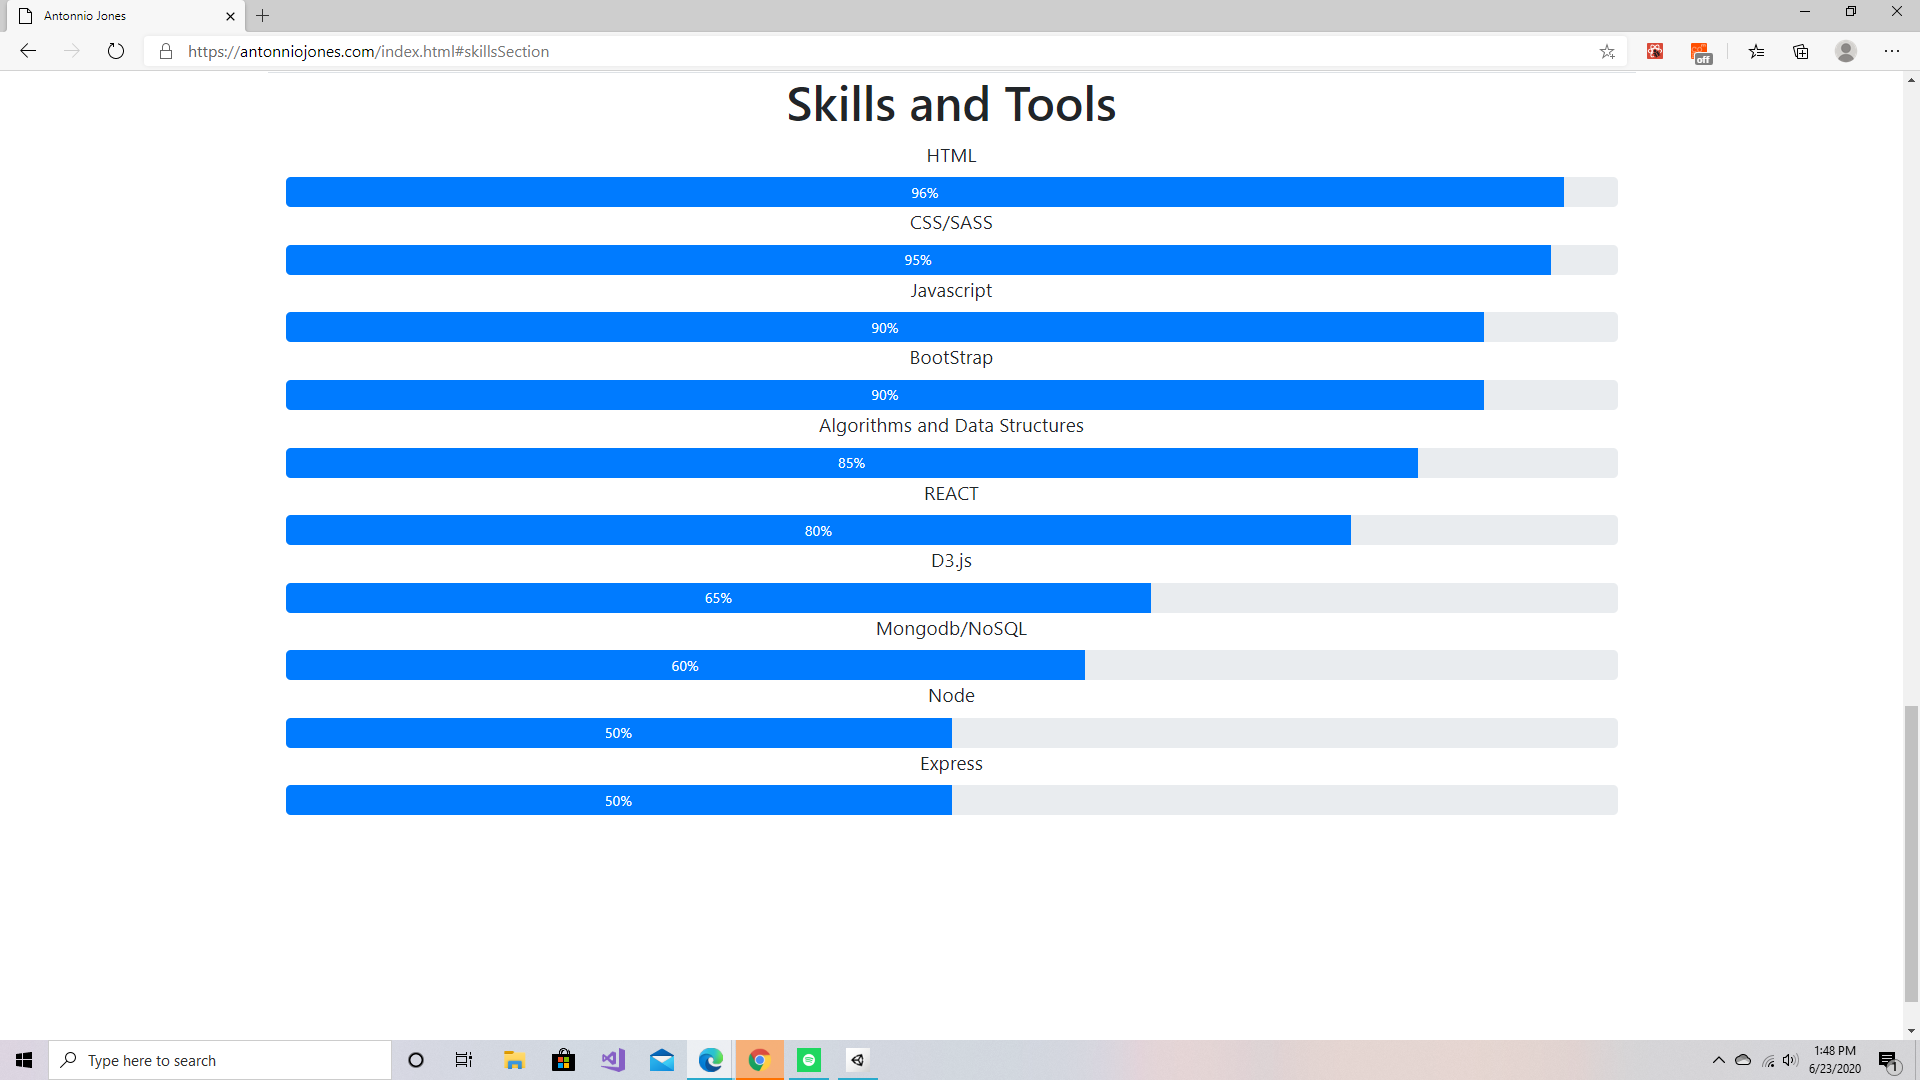 Antonnio Jones
https://antonniojones.com/index.html#skillsSection
off
Skills and Tools
HTML
96%
CSS/SASS
95%
Javascript
90%
BootStrap
90%
Algorithms and Data Structures
85%
REACT
80%
D3.js
65%
Mongodb/NoSQL
60%
Node
50%
Express
50%
Type here to search
1:48 PM
6/23/2020
1